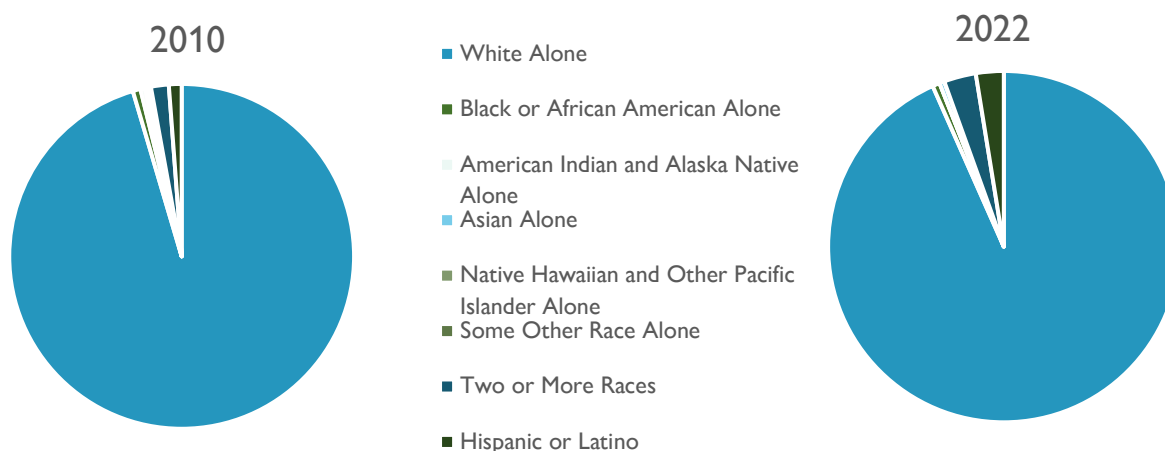 2010
2022
White Alone
Black or African American Alone
American Indian and Alaska Native
Alone
Asian Alone
Native Hawaiian and Other Pacific
Islander Alone
Some Other Race Alone
Two or More Races
Hispanic or Latino